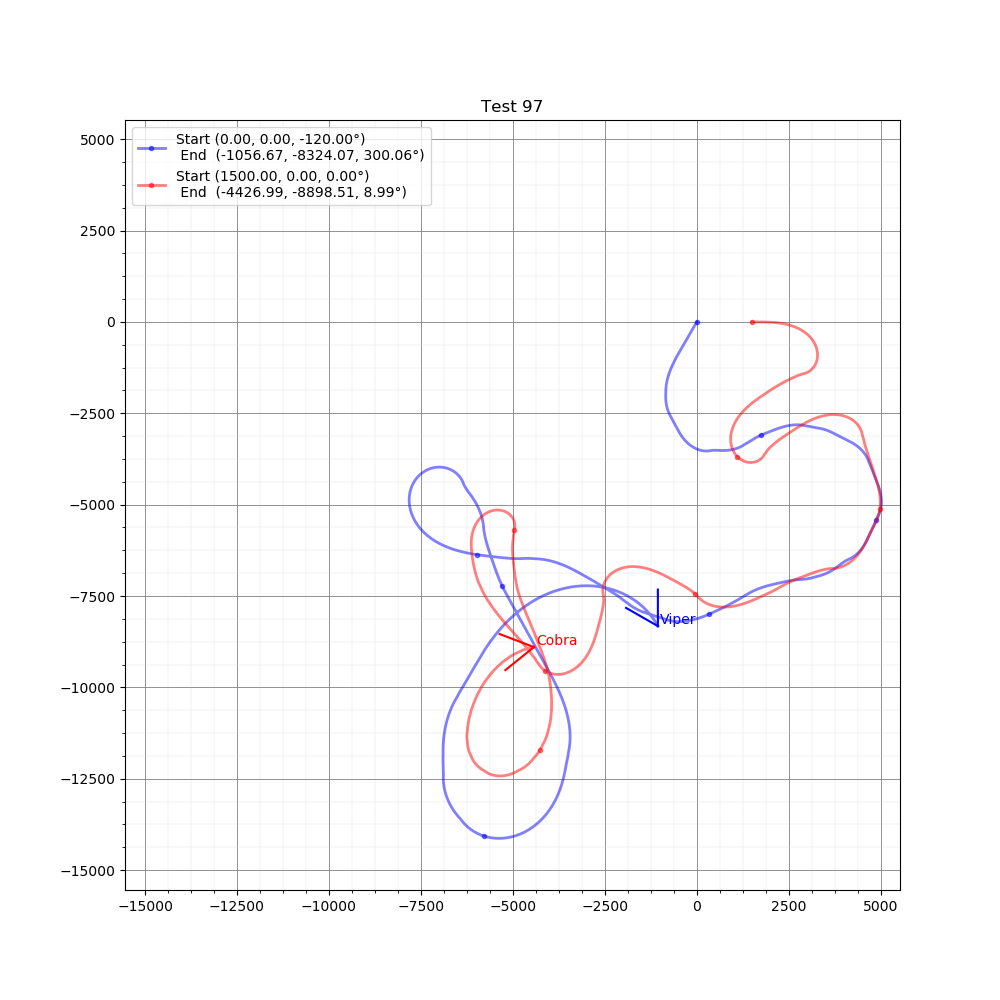 Test 97
Start (0.00, 0.00, -120.00°)
End  (-1056.67, -8324.07, 300.06°)
Start (1500.00, 0.00, 0.00°)
End  (-4426.99, -8898.51, 8.99°)
5000
2500
0
−2500
−5000
−7500
−10000
−12500
−15000
Viper
Cobra
−15000 −12500 −10000 −7500 −5000 −2500 0 2500 5000